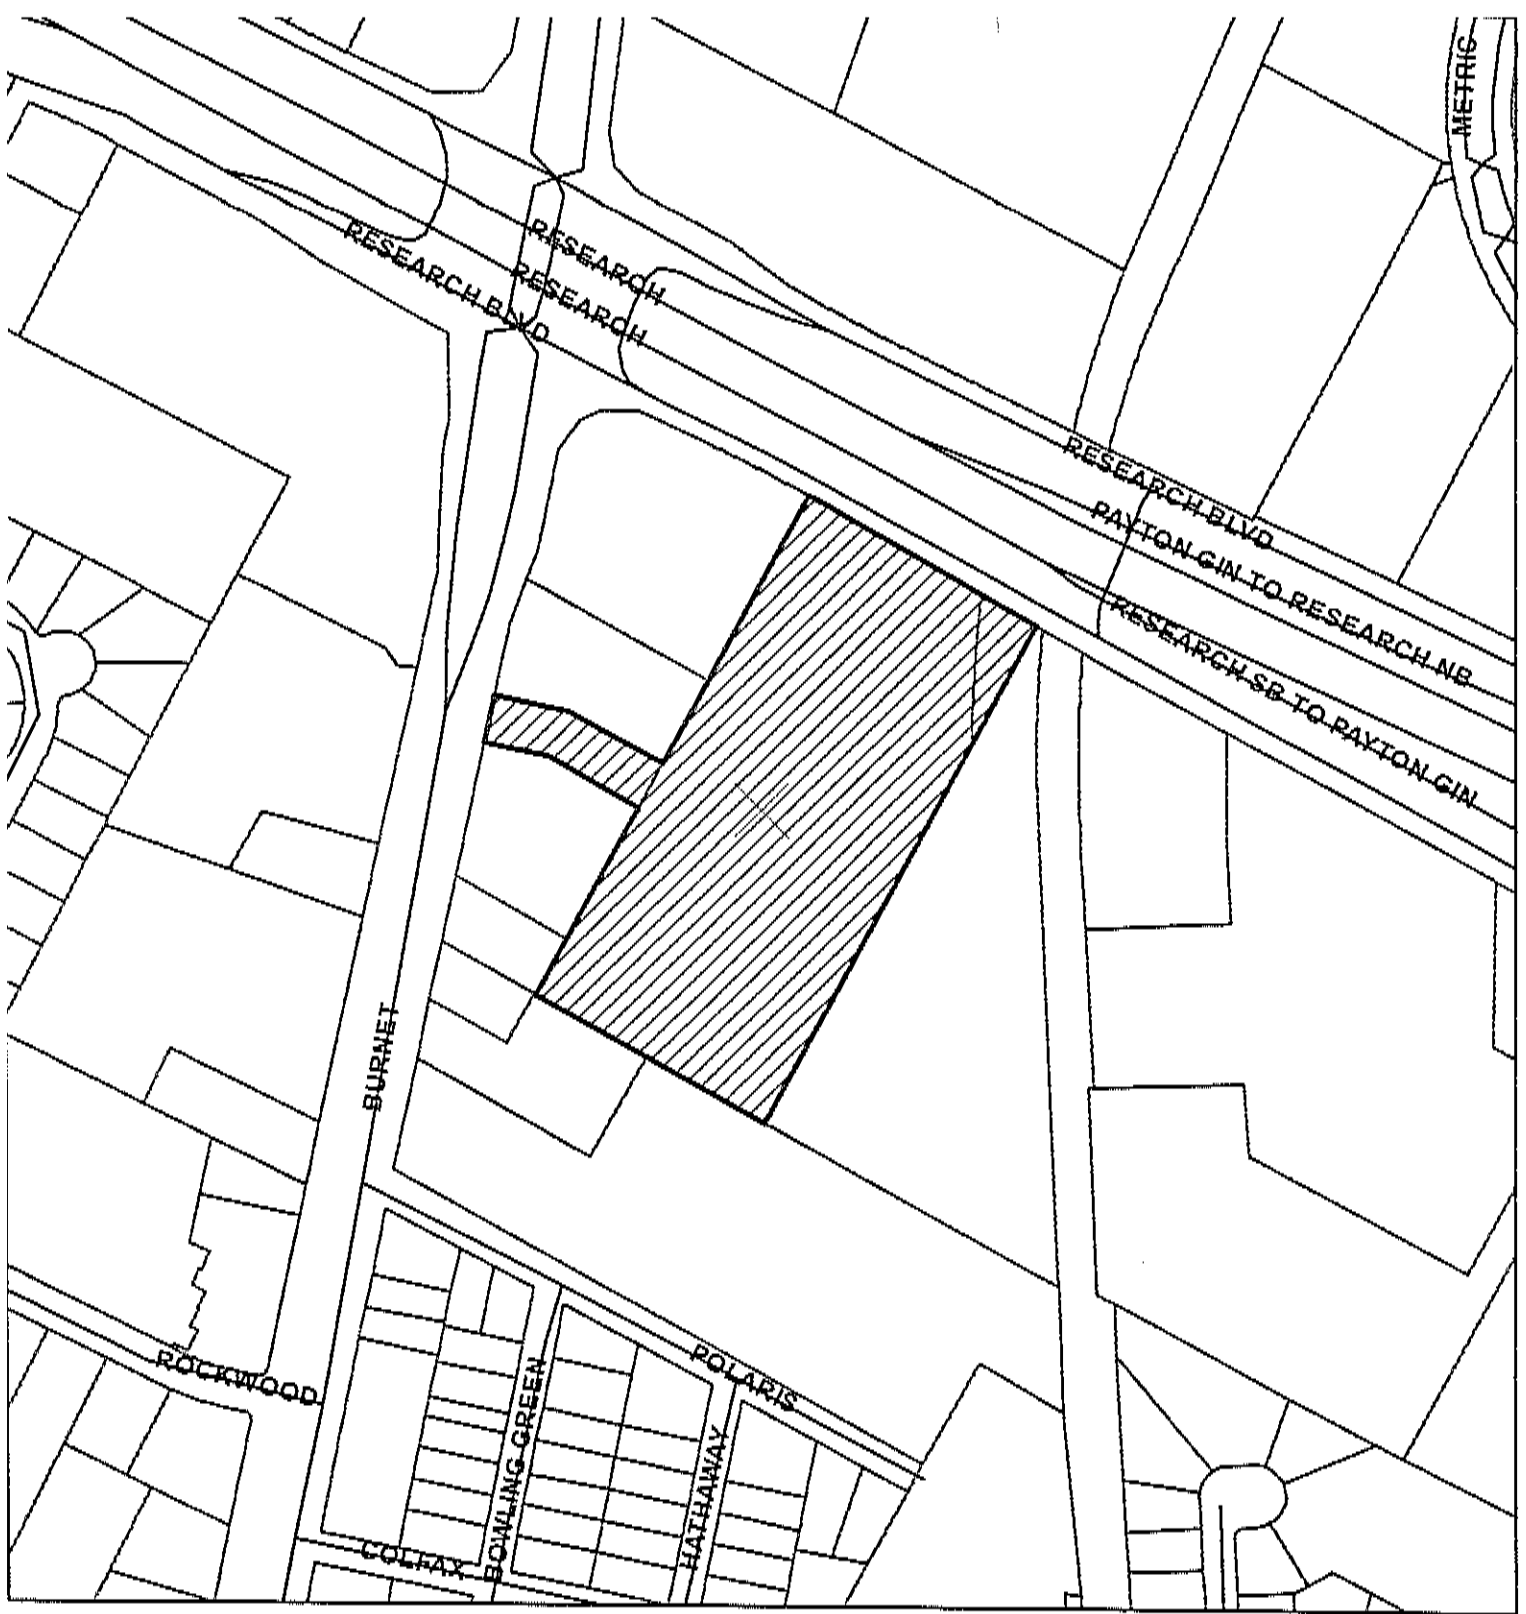 METRIC
RESEARCH
RESEARCH BLVD
RESEARCH
RESEARCH BLVD
PAYTON GIN TO RESEARCH NB
RESEARCH SB TO PAYTON GIN
BURNET
POLARIS
ROCKWOOD
BOWLING GREEN
HATHAWAY
COLFAX